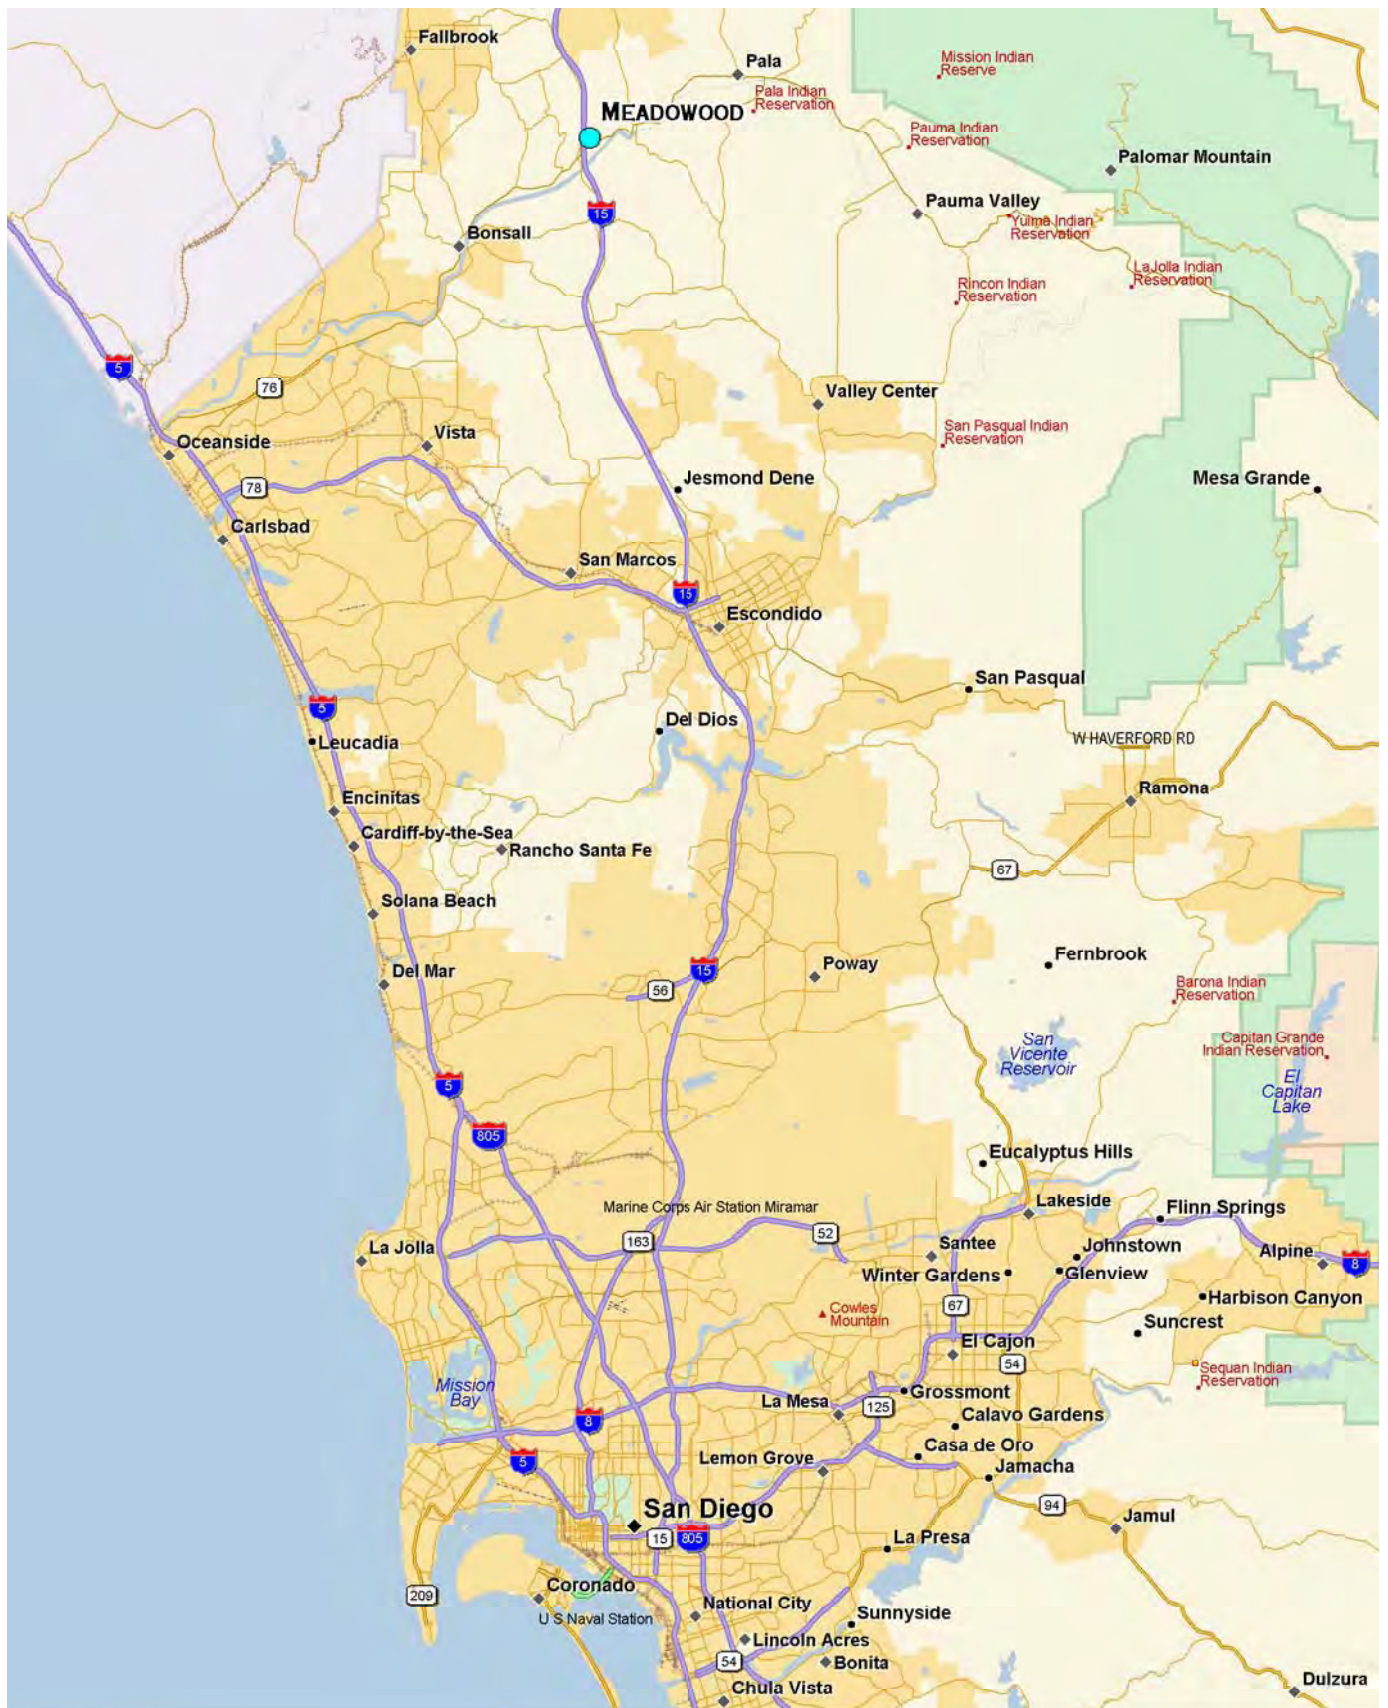 Fallbrook
Pala
Mission Indian
Reserve
Pala Indian
Reservation
MEADOWOOD
Pauma Indian
Reservation
Palomar Mountain
15
Pauma Valley
Yuima Indian
Reservation
Bonsall
LaJolla Indian
Reservation
Rincon Indian
Reservation
5
76
Valley Center
Oceanside
Vista
San Pasqual Indian
Reservation
78
Jesmond Dene
Mesa Grande
Carlsbad
San Marcos
15
Escondido
San Pasqual
5
Leucadia
Del Dios
W HAVERFORD RD
Encinitas
Ramona
Cardiff-by-the-Sea
Rancho Santa Fe
67
Solana Beach
Del Mar
15
56
Poway
Fernbrook
Barona Indian
Reservation
San
Vicente
Reservoir
Capitan Grande
Indian Reservation
El
Capitan
Lake
5
805
Eucalyptus Hills
Marine Corps Air Station Miramar
Lakeside
Flinn Springs
La Jolla
163
52
Santee
Johnstown
Alpine
8
Winter Gardens
Glenview
67
Harbison Canyon
Cowles
Mountain
Suncrest
El Cajon
54
Sequan Indian
Reservation
Mission
Bay
La Mesa
Grossmont
125
8
Calavo Gardens
5
Lemon Grove
Casa de Oro
Jamacha
San Diego
94
Jamul
15
805
La Presa
209
Coronado
National City
U S Naval Station
Sunnyside
Lincoln Acres
54
Bonita
Chula Vista
Dulzura